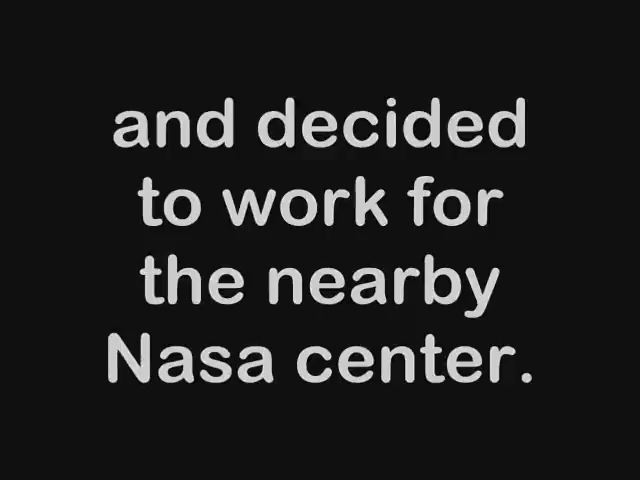 and decided
to work for
the nearby
Nasa center.